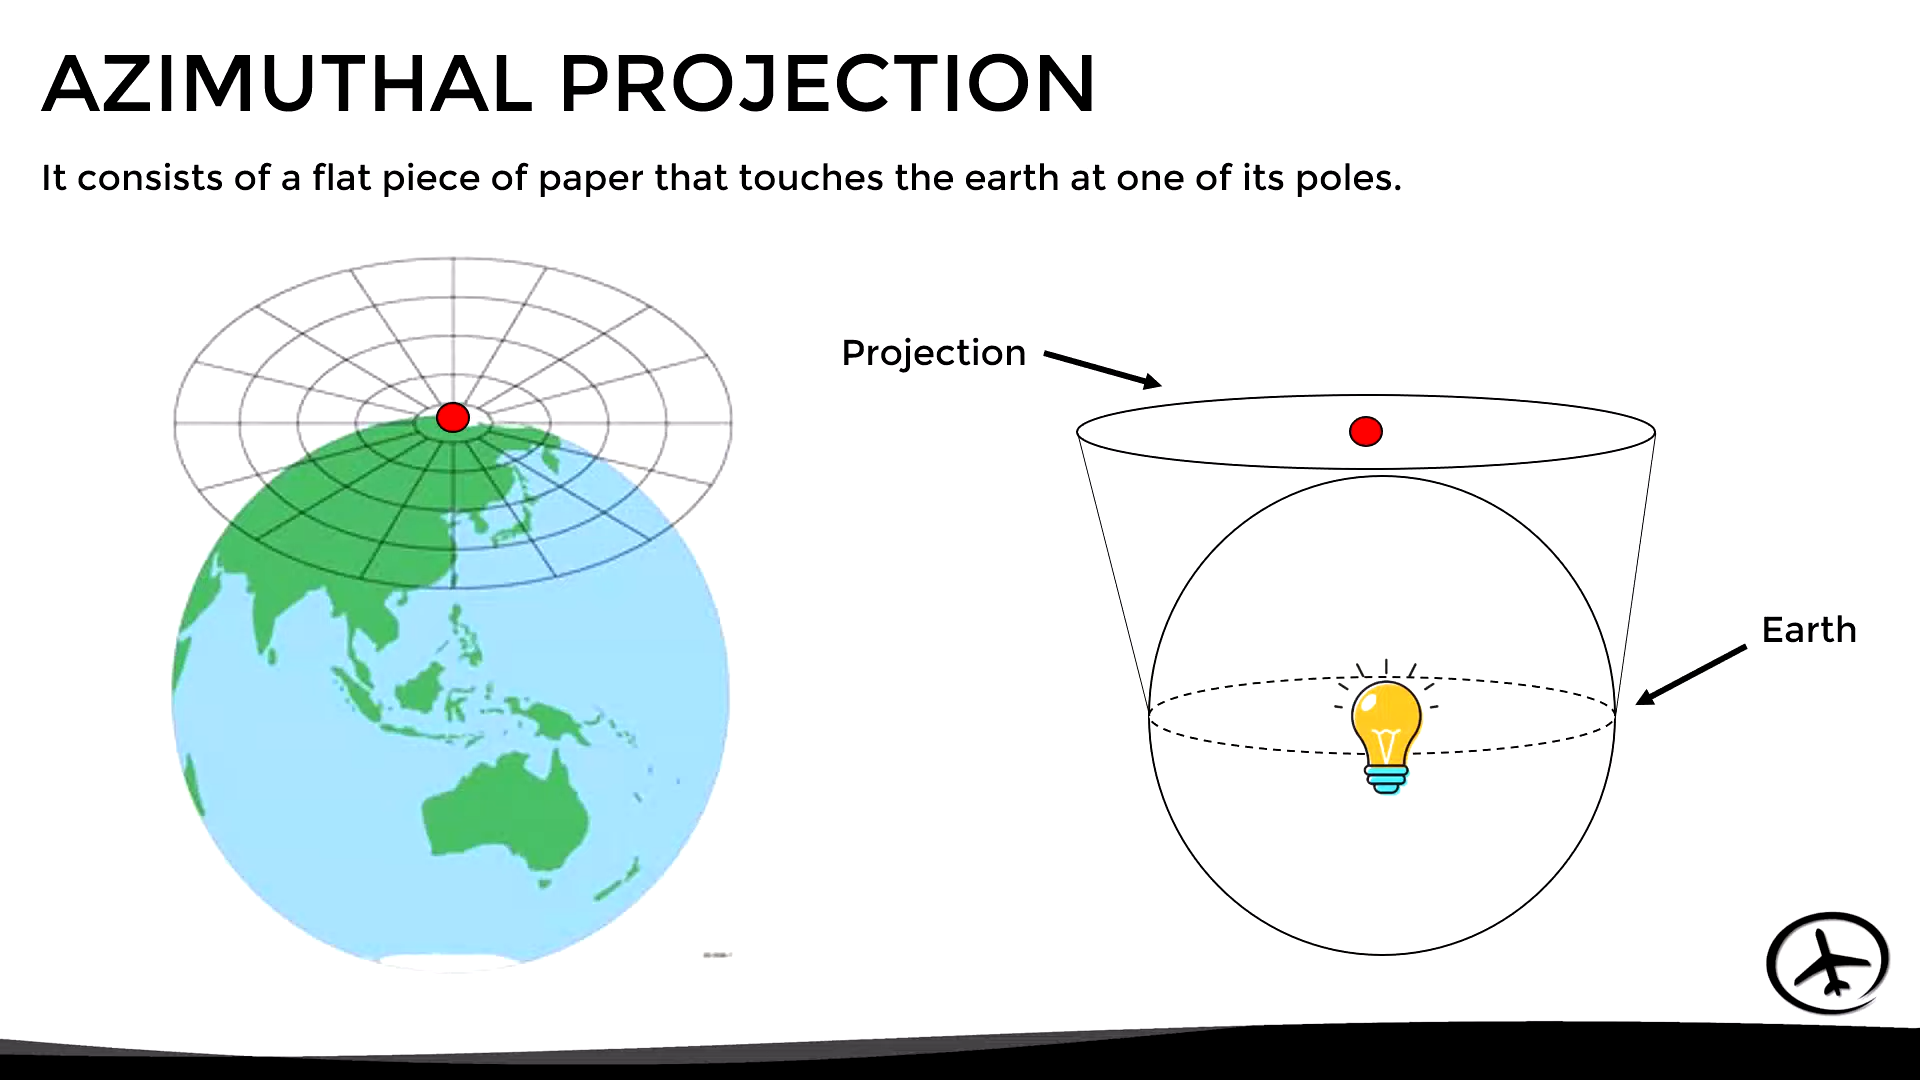 AZIMUTHAL PROJECTION
It consists of a flat piece of paper that touches the earth at one of its poles.
Projection
Earth